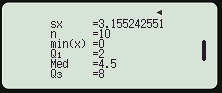 sx =3.155242551
n =10
min(x) =0
Q₁ =2
Med =4.5
Q₃ =8